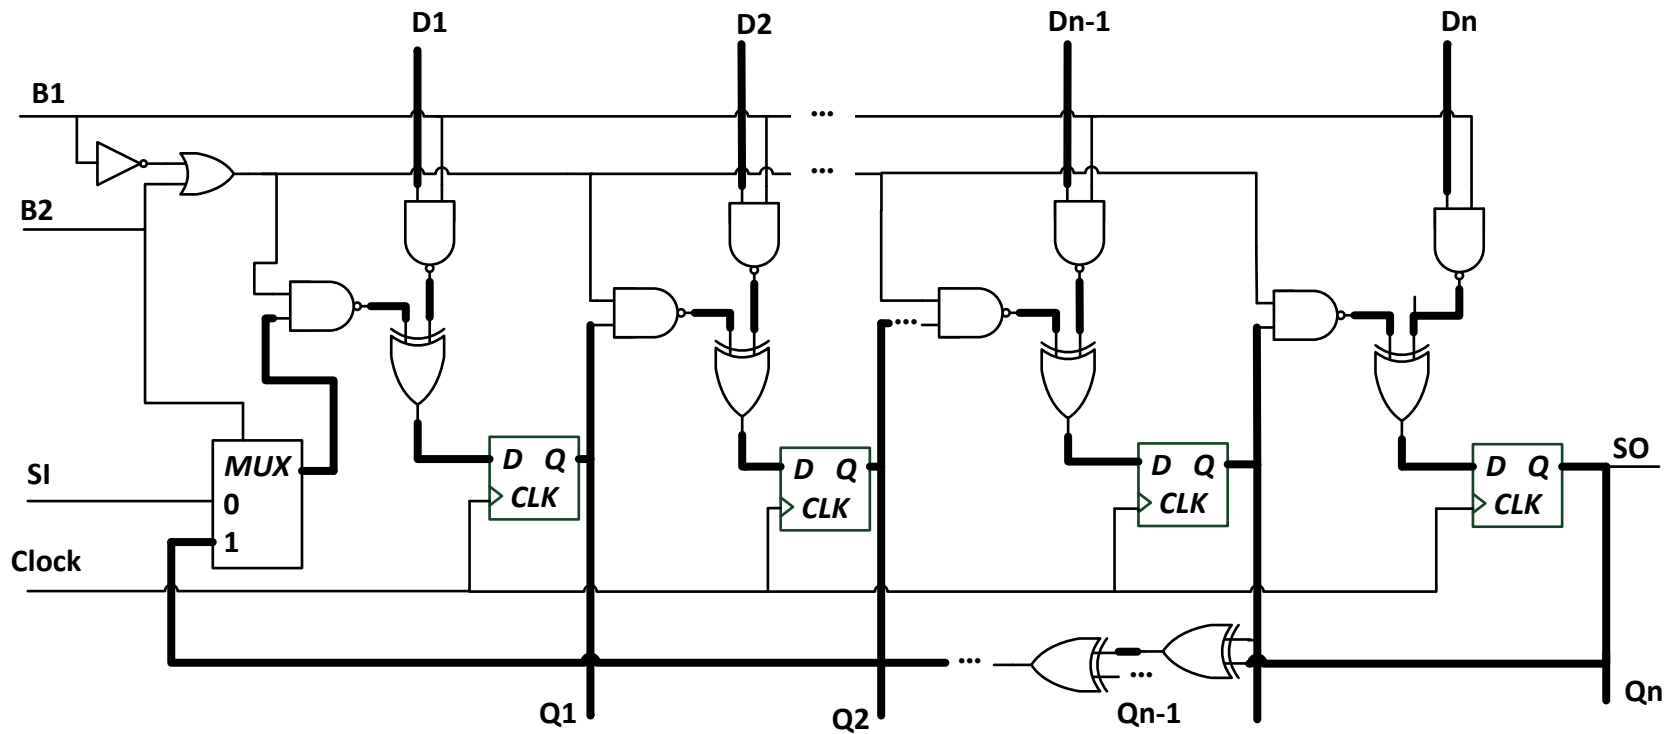 D1
D2
Dn-1
Dn
B1
...
...
B2
...
MUX
SI
0
1
D Q
CLK
D Q
CLK
D Q
CLK
D Q
CLK
SO
Clock
...
...
Q1
Q2
Qn-1
Qn